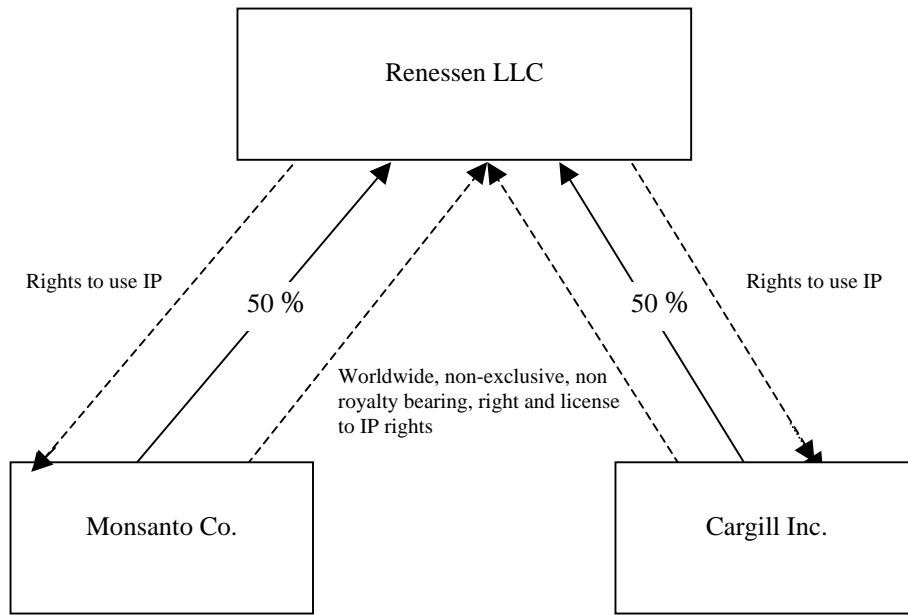 Renessen LLC
Rights to use IP
50 %
50 %
Rights to use IP
Worldwide, non-exclusive, non
royalty bearing, right and license
to IP rights
Monsanto Co.
Cargill Inc.